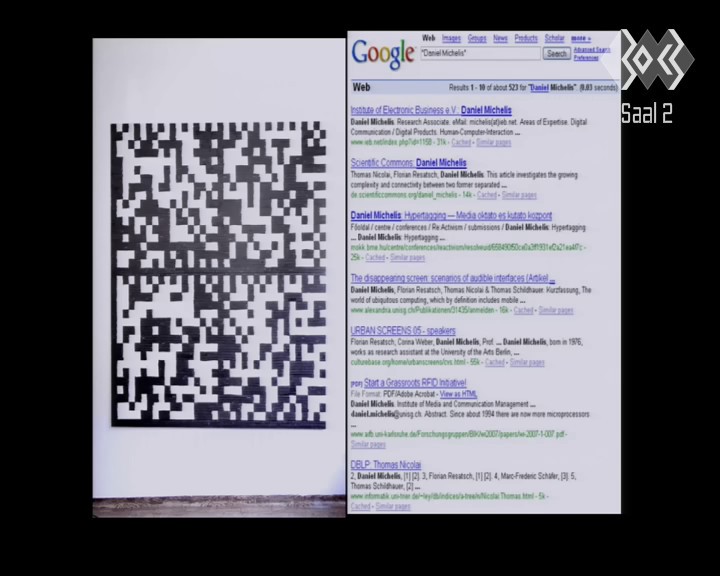 Web Images Groups News Products Scholar more »
Google "Daniel Michelis" Search Advanced Search
Preferences
Saal 2
Web Results 1 - 10 of about 523 for "Daniel Michelis". (0.03 seconds)
Institute of Electronic Business e.V.: Daniel Michelis
Daniel Michelis. Research Associate. eMail: michelis(at)ieb.net. Areas of Expertise. Digital
Communication / Digital Products. Human-Computer-Interaction ...
www.ieb.net/index.php?id=1158 - 31k - Cached - Similar pages
Scientific Commons: Daniel Michelis
Thomas Nicolai, Florian Resatsch, Daniel Michelis. This article investigates the growing
complexity and connectivity between two former separated ...
de.scientificcommons.org/daniel_michelis - 14k - Cached - Similar pages
Daniel Michelis: Hypertagging — Média oktató és kutató központ
Főoldal / centre / conferences / Re:Activism / submissions / Daniel Michelis: Hypertagging
... Daniel Michelis: Hypertagging ...
25k - Cached - Similar pages
The disappearing screen: scenarios of audible interfaces (Artikel ...
Daniel Michelis, Florian Resatsch, Thomas Nicolai & Thomas Schildhauer. Kurzfassung, The
world of ubiquitous computing, which by definition includes mobile ...
www.alexandria.unisg.ch/Publikationen/31435/anmelden - 16k - Cached - Similar pages
URBAN SCREENS 05 - speakers
Florian Resatsch, Corina Weber, Daniel Michelis, Prof. ... Daniel Michelis, born in 1976,
works as research assistant at the University of the Arts Berlin, ...
culturebase.org/home/urbanscreens/cvs.html - 55k - Cached - Similar pages
[PDF] Start a Grassroots RFID Initiative!
File Format: PDF/Adobe Acrobat - View as HTML
Daniel Michelis. Institute of Media and Communication Management ...
daniel.michelis@unisg.ch. Abstract. Since about 1994 there are now more microprocessors
...
www.aifb.uni-karlsruhe.de/Forschungsgruppen/BIK/wi2007/papers/wi-2007-1-007.pdf -
Similar pages
DBLP: Thomas Nicolai
2, Daniel Michelis, [1] [2]. 3, Florian Resatsch, [1] [2]. 4, Marc-Frederic Schäfer, [3]. 5,
Thomas Schildhauer, [2] ...
www.informatik.uni-trier.de/~ley/db/indices/a-tree/n/Nicolai:Thomas.html - 5k -
Cached - Similar pages